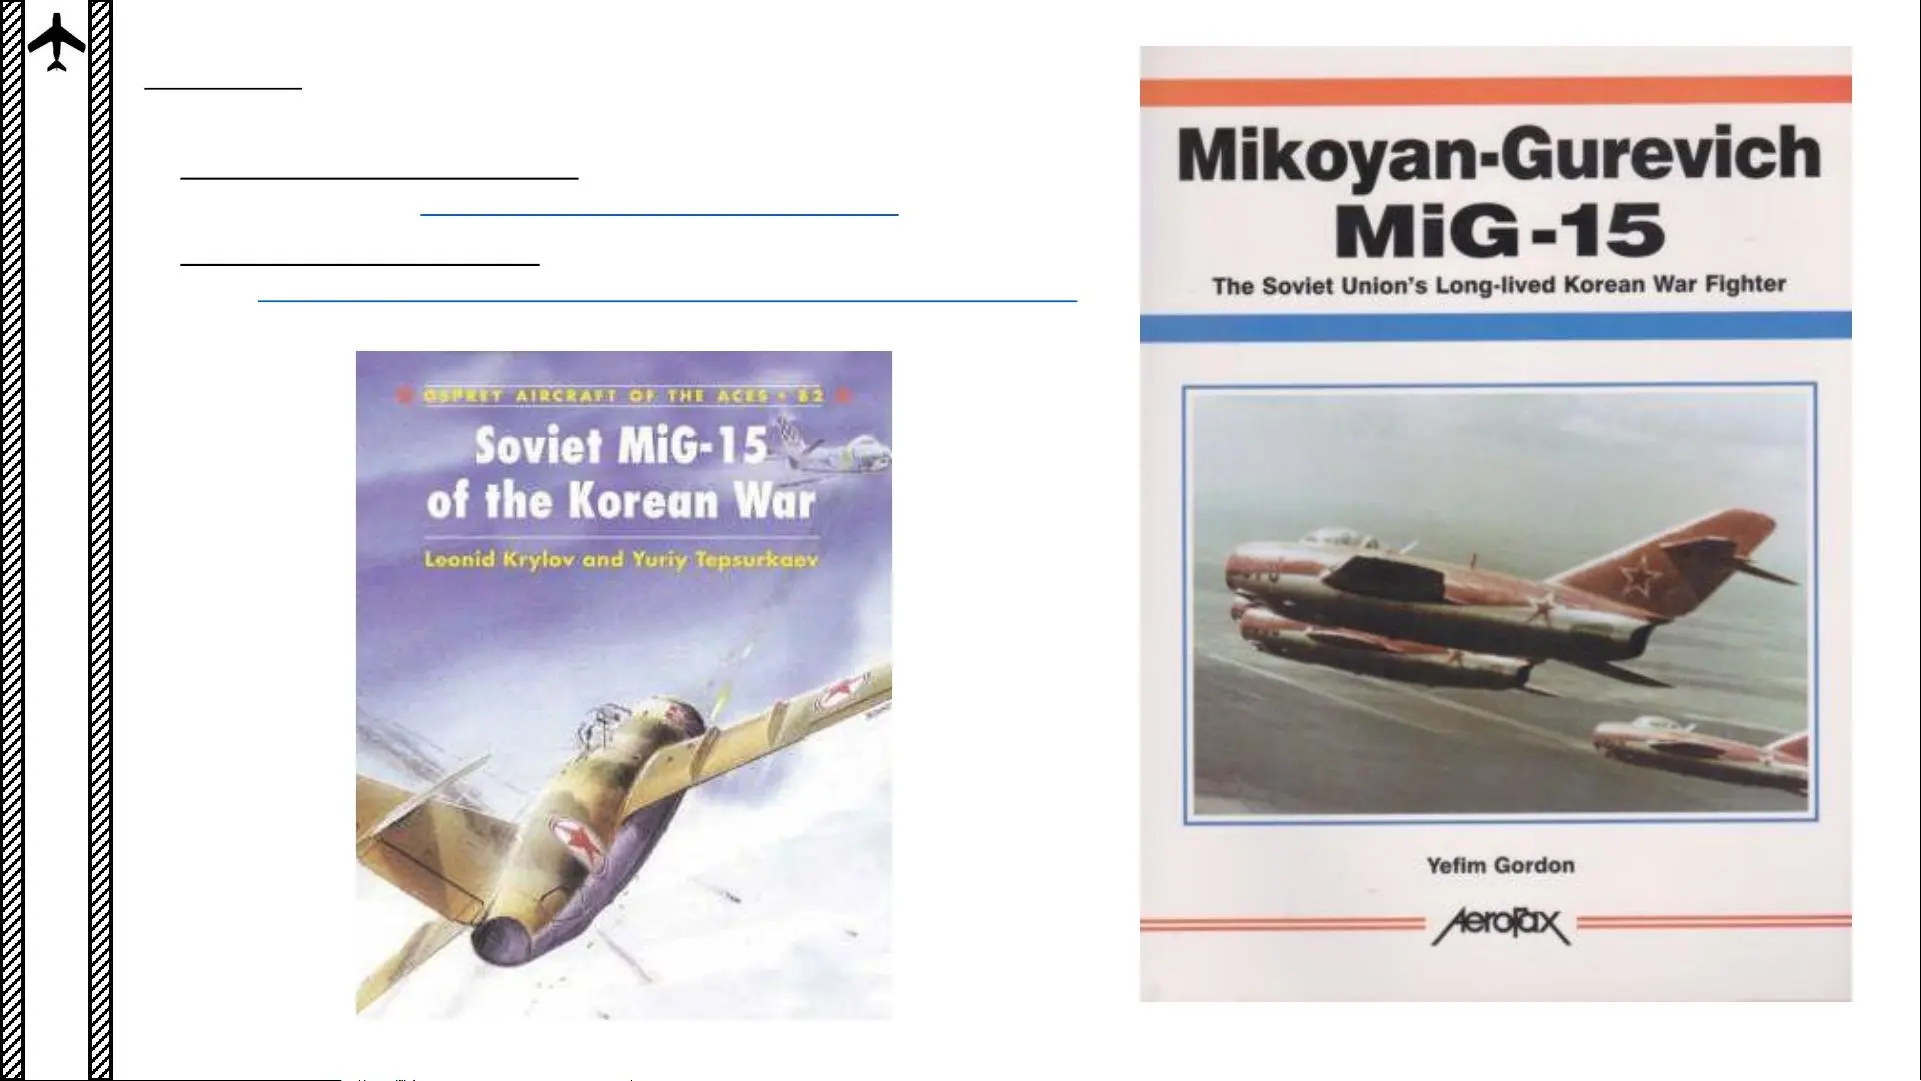 OSPREY AIRCRAFT OF THE ACES • 82
Soviet MiG-15
of the Korean War
Leonid Krylov and Yuriy Tepsurkaev
Mikoyan-Gurevich
MiG-15
The Soviet Union's Long-lived Korean War Fighter
Yefim Gordon
AeroFax